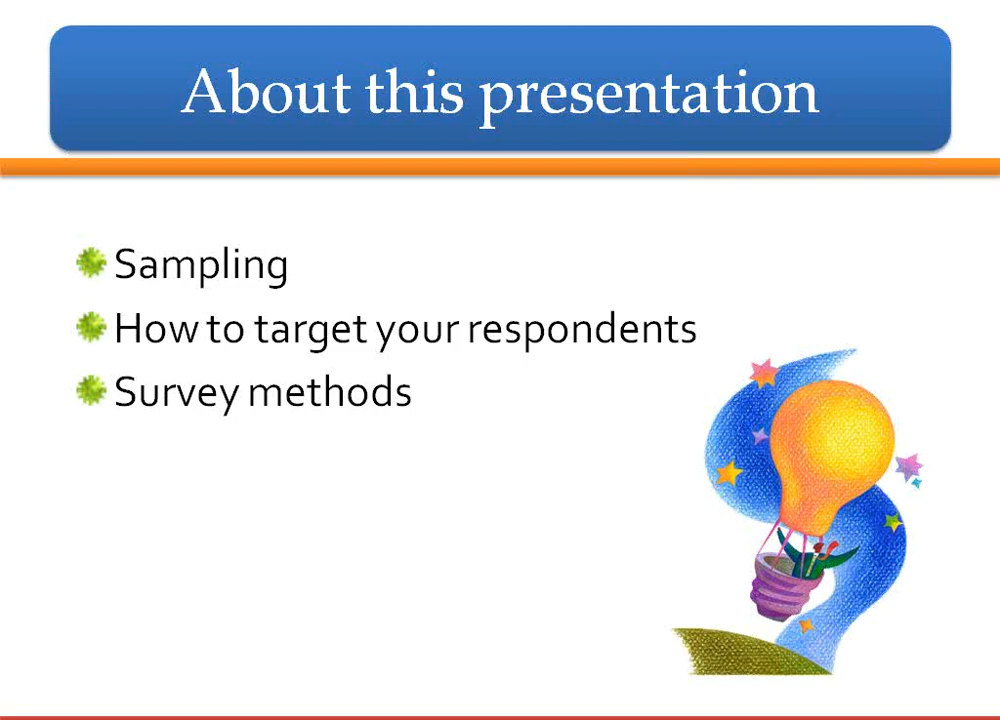 About this presentation
Sampling
How to target your respondents
Survey methods